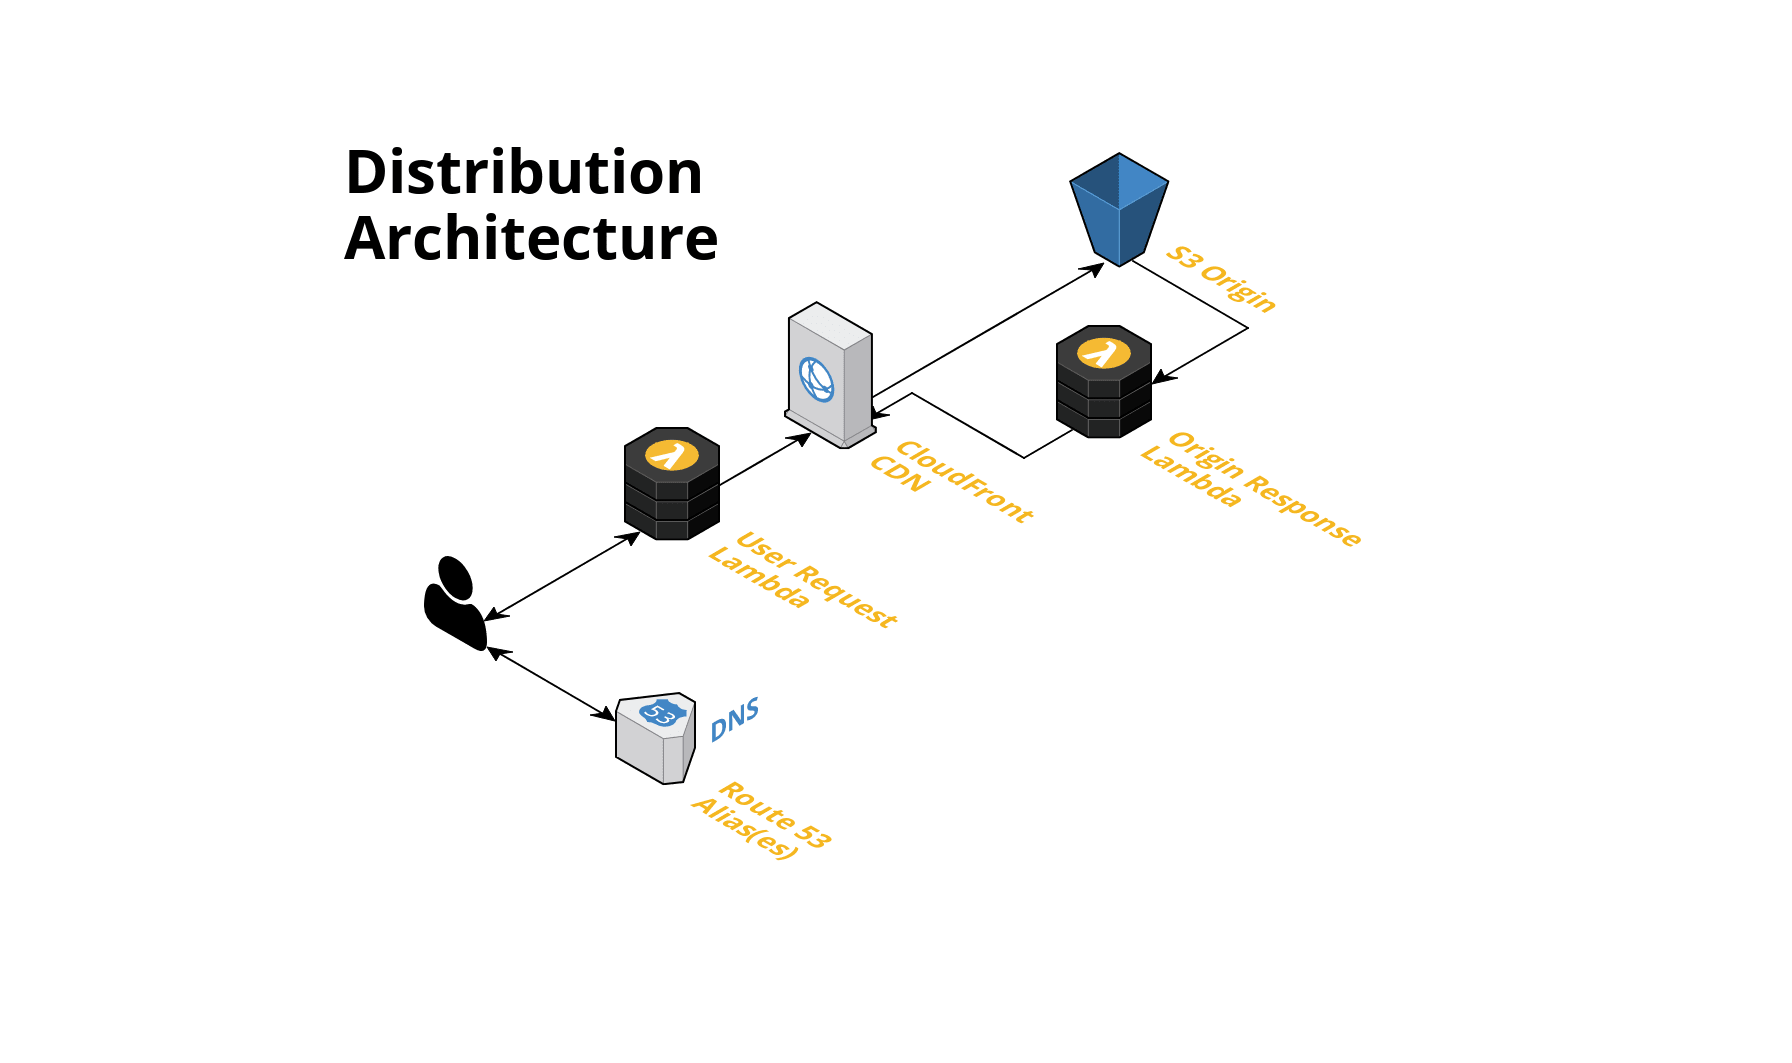 Distribution
Architecture
S3 Origin
Origin Response
Lambda
CloudFront
CDN
User Request
Lambda
53
DNS
Route 53
Alias(es)